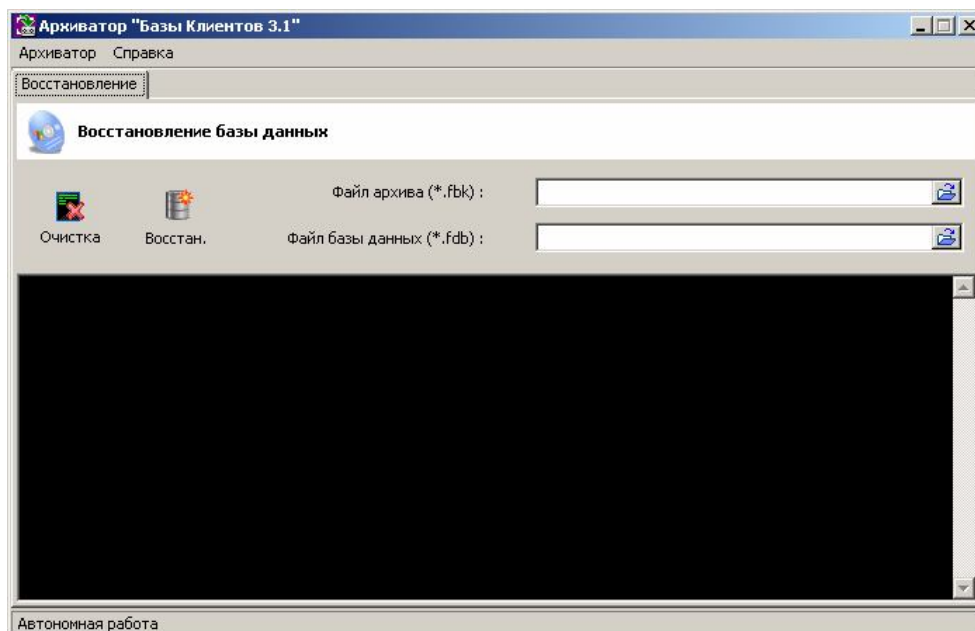 Архиватор "Базы Клиентов 3.1"
Архиватор Справка
Восстановление
Восстановление базы данных
Файл архива (*.fbk) :
Очистка Восстан. Файл базы данных (*.fdb) :
Автономная работа